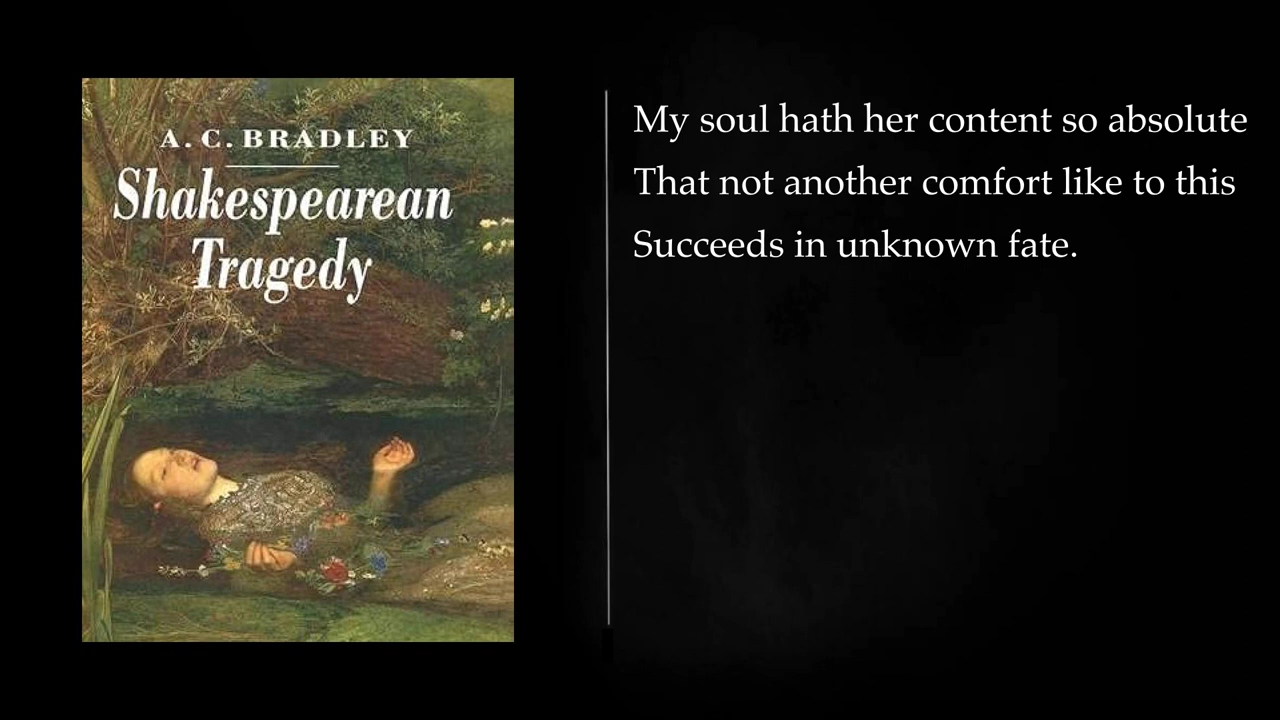 A. C. BRADLEY
Shakespearean
Tragedy
My soul hath her content so absolute
That not another comfort like to this
Succeeds in unknown fate.